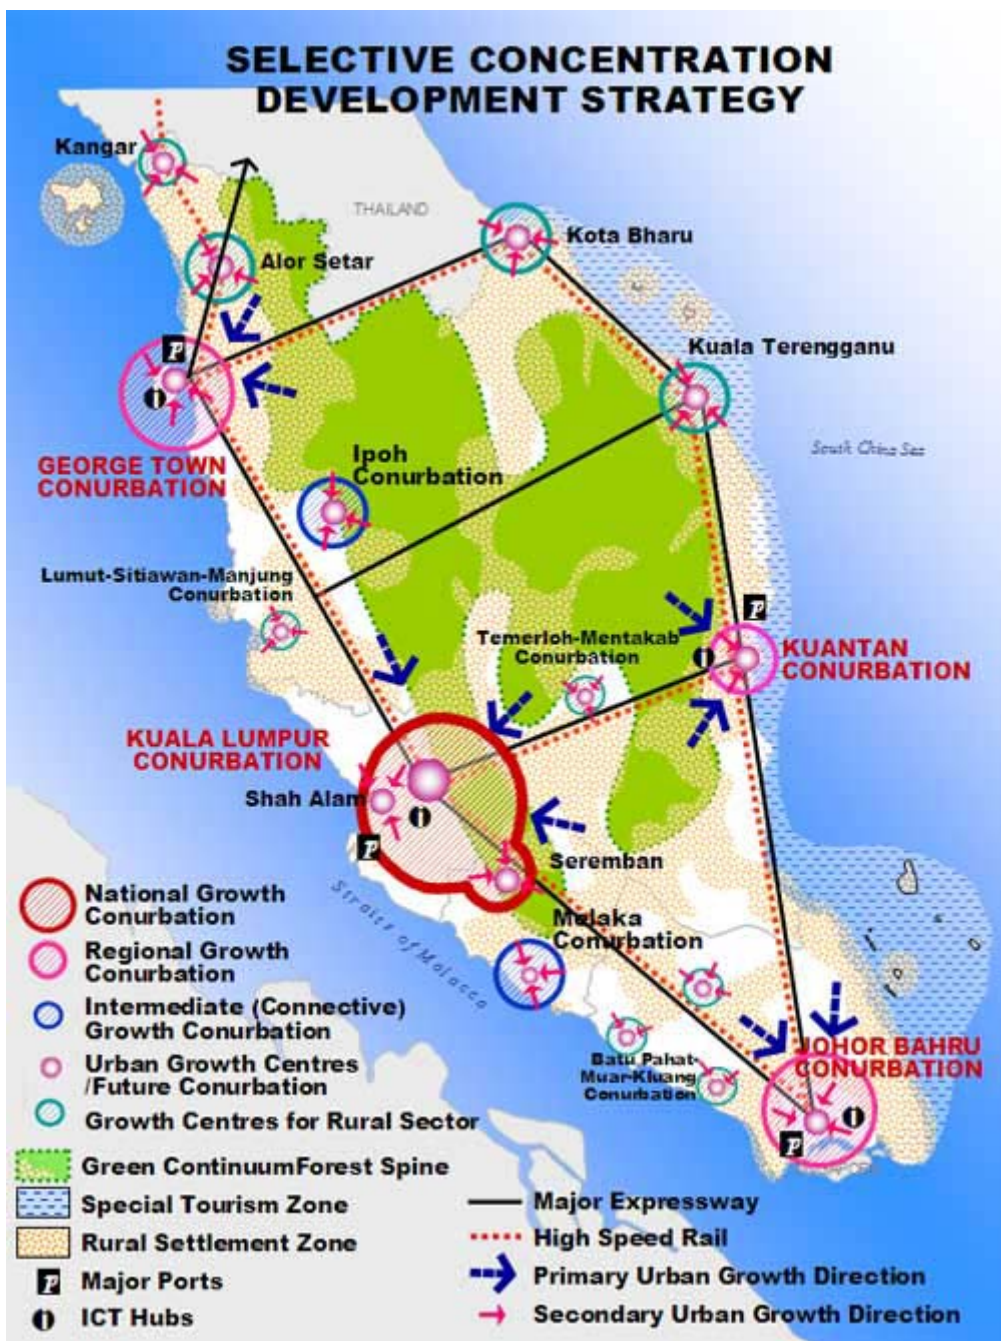 SELECTIVE CONCENTRATION
DEVELOPMENT STRATEGY
Kangar
THAILAND
Kota Bharu
Alor Setar
P
Kuala Terengganu
GEORGE TOWN
CONURBATION
Ipoh
Conurbation
South China Sea
Lumut-Sitiawan-Manjung
Conurbation
P
Temerloh-Mentakab
Conurbation
KUANTAN
CONURBATION
KUALA LUMPUR
CONURBATION
Shah Alam
P
Seremban
Straits of Malacca
Melaka
Conurbation
Batu Pahat-
Muar-Kluang
Conurbation
JOHOR BAHRU
CONURBATION
P
National Growth
Conurbation
Regional Growth
Conurbation
Intermediate (Connective)
Growth Conurbation
Urban Growth Centres
/Future Conurbation
Growth Centres for Rural Sector
Green ContinuumForest Spine
Special Tourism Zone
Rural Settlement Zone
P
Major Ports
ICT Hubs
Major Expressway
High Speed Rail
Primary Urban Growth Direction
Secondary Urban Growth Direction